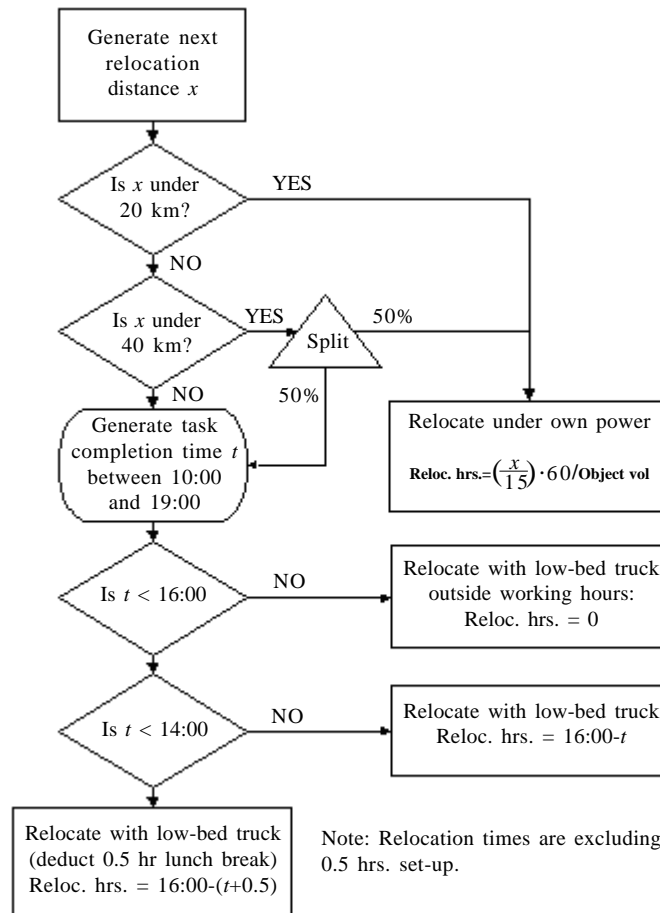 Generate next
relocation
distance x
Is x under
20 km?
YES
NO
Is x under
40 km?
YES
Split
50%
50%
NO
Generate task
completion time t
between 10:00
and 19:00
Relocate under own power
Reloc. hrs.=(x/15)·60/Object vol
Is t < 16:00
NO
Relocate with low-bed truck
outside working hours:
Reloc. hrs. = 0
Is t < 14:00
NO
Relocate with low-bed truck
Reloc. hrs. = 16:00-t
Relocate with low-bed truck
(deduct 0.5 hr lunch break)
Reloc. hrs. = 16:00-(t+0.5)
Note: Relocation times are excluding
0.5 hrs. set-up.